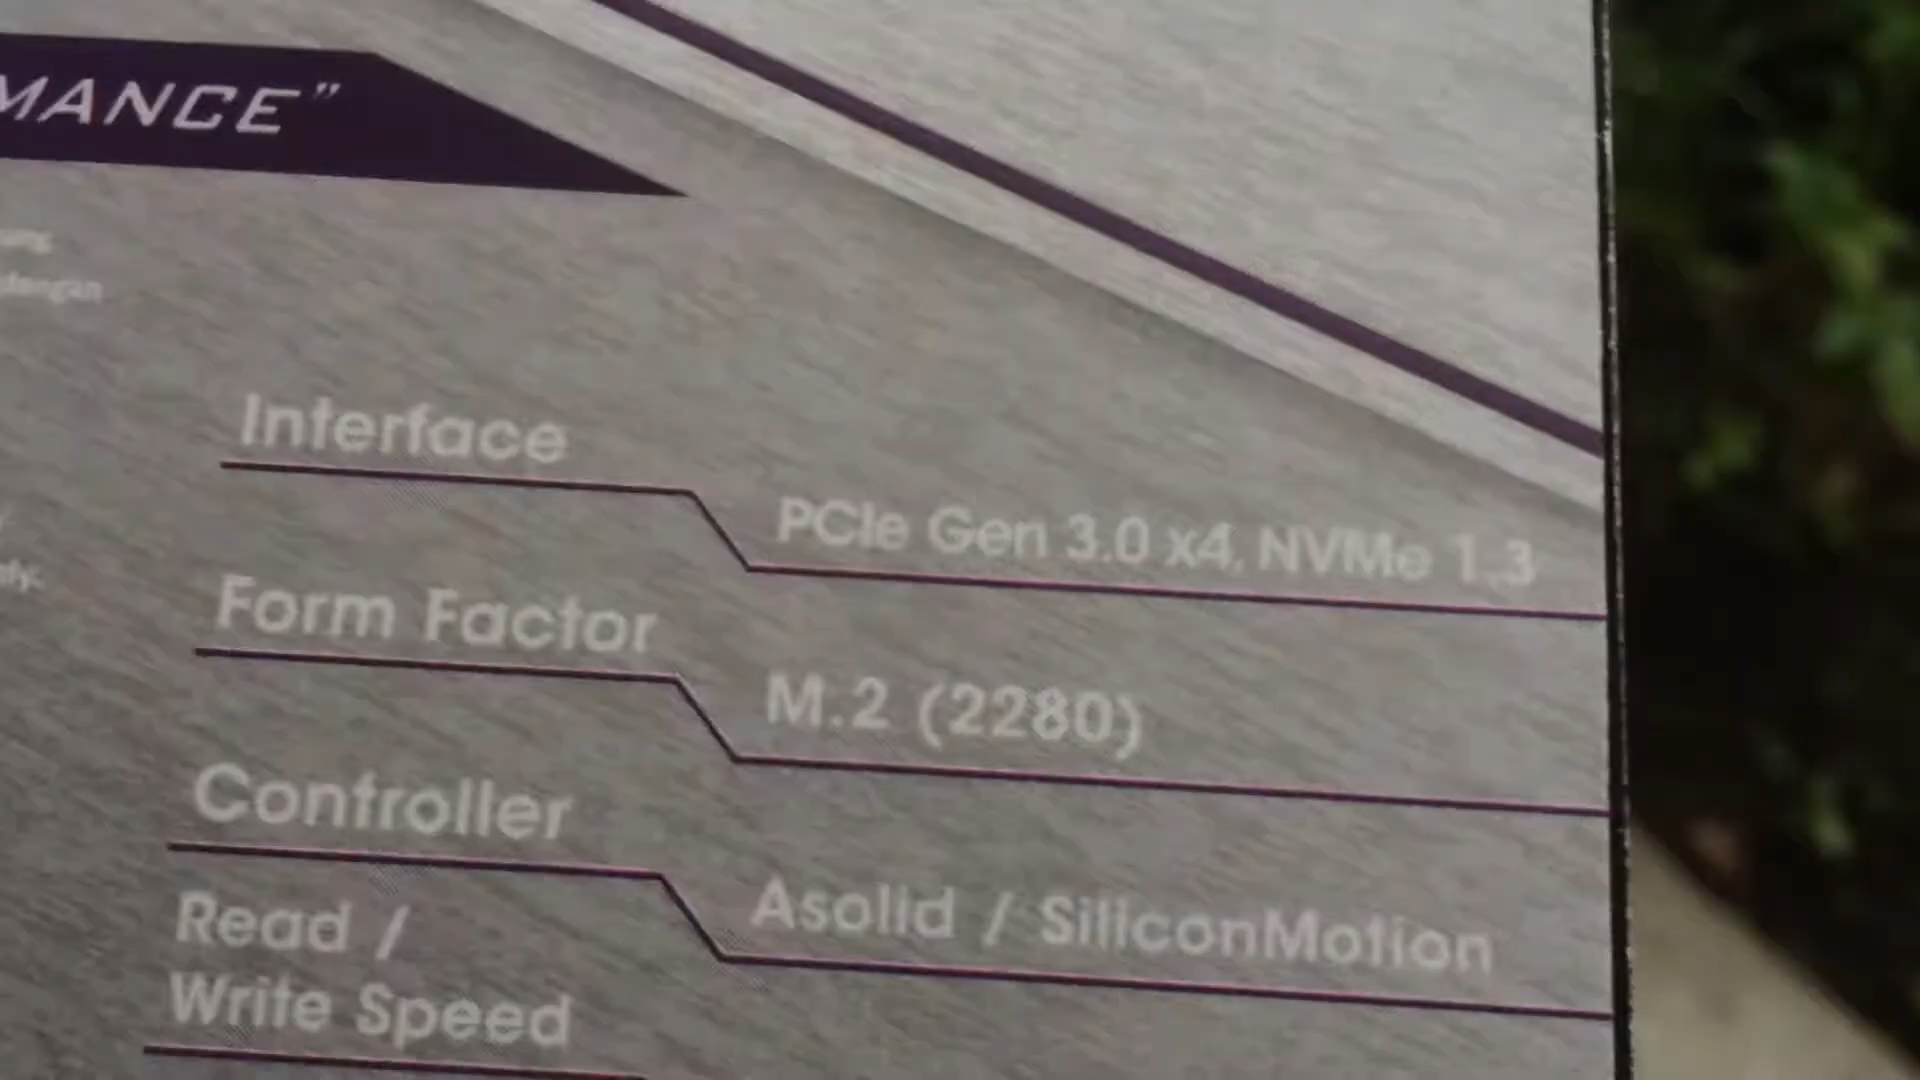 MANCE"
dengan
Interface
PCIe Gen 3.0 x4, NVMe 1.3
Form Factor
M.2 (2280)
Controller
Asolid / SiliconMotion
Read /
Write Speed